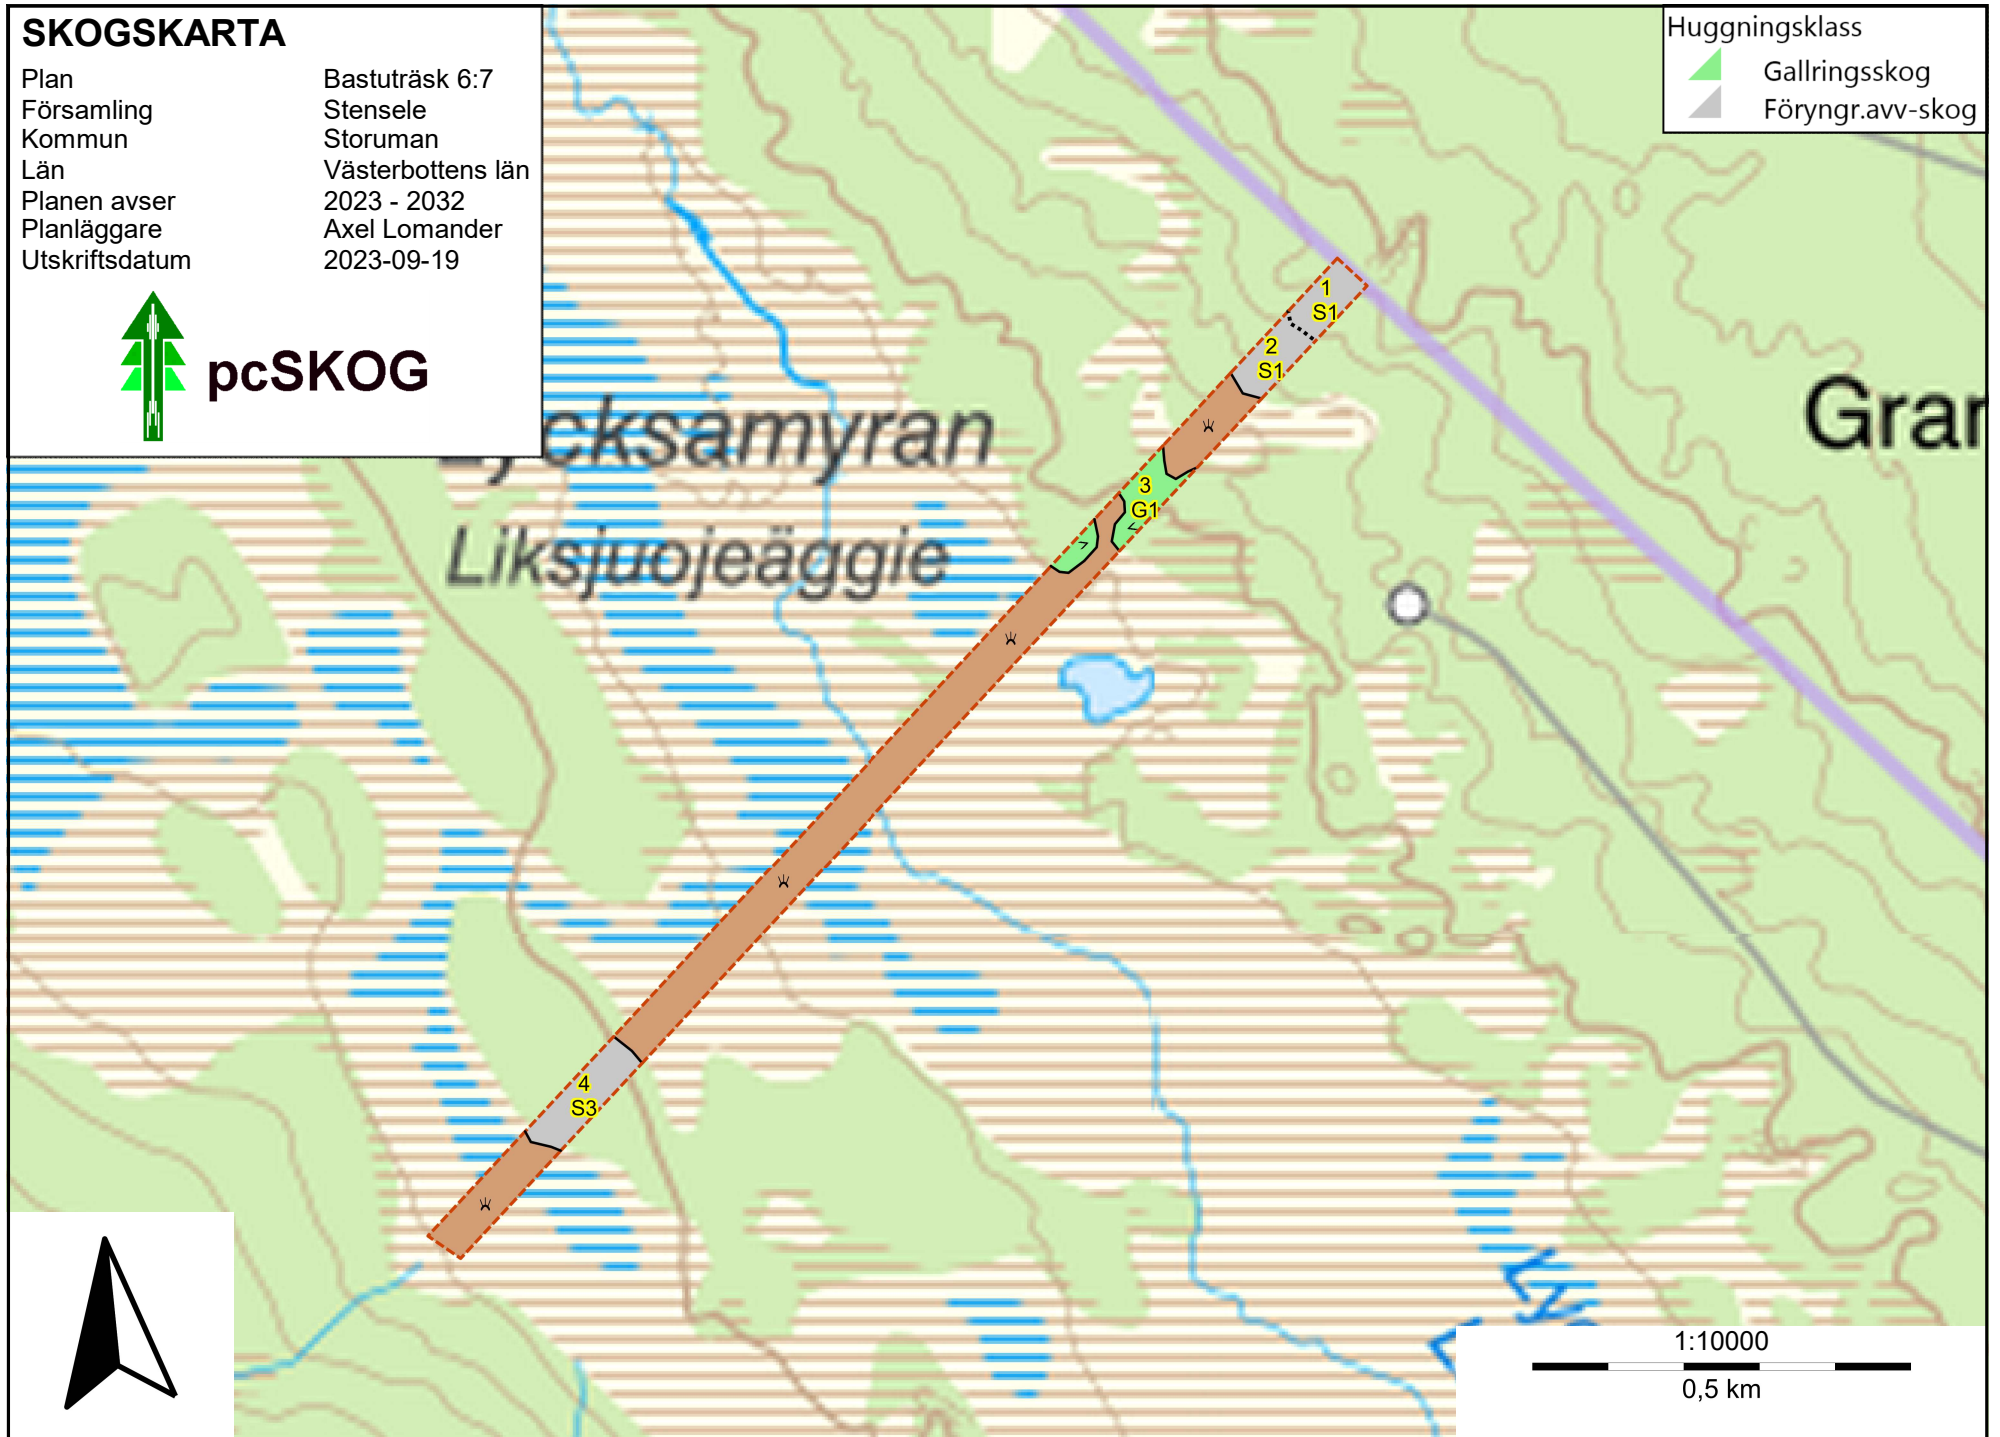 SKOGSKARTA
Plan Bastuträsk 6:7
Församling Stensele
Kommun Storuman
Län Västerbottens län
Planen avser 2023 - 2032
Planläggare Axel Lomander
Utskriftsdatum 2023-09-19
pcSKOG
Huggningsklass
Gallringsskog
Föryngr.avv-skog
1
S1
2
S1
Gran
cksamyran
3
G1
Liksjuojeäggie
4
S3
1:10000
0,5 km